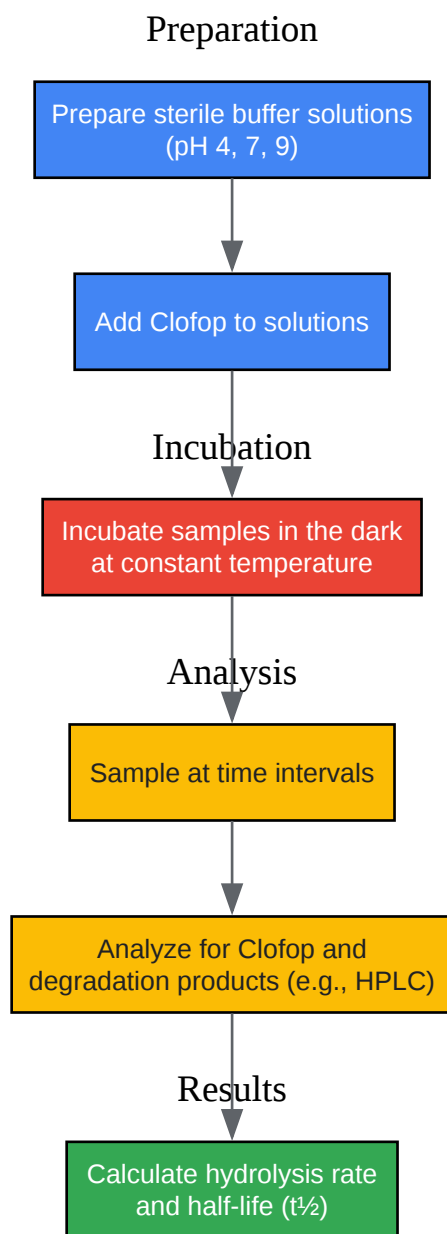 Preparation
Prepare sterile buffer solutions
(pH 4, 7, 9)
Add Clofop to solutions
Incubation
Incubate samples in the dark
at constant temperature
Analysis
Sample at time intervals
Analyze for Clofop and
degradation products (e.g., HPLC)
Results
Calculate hydrolysis rate
and half-life (t½)